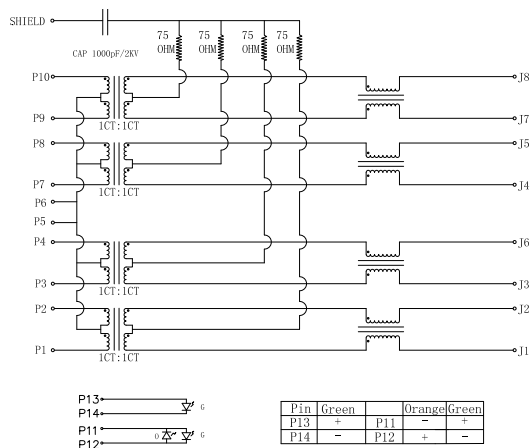 SHIELD
75 75 75 75
OHM OHM OHM OHM
CAP 1000pF/2KV
P10 J8
P9 J7
1CT:1CT
P8 J5
P7 J4
1CT:1CT
P6
P5
P4 J6
P3 J3
1CT:1CT
P2 J2
P1 J1
1CT:1CT
P13
P14 G
P11
P12 O G
Pin Green Orange Green
P13 + P11 - +
P14 - P12 + -